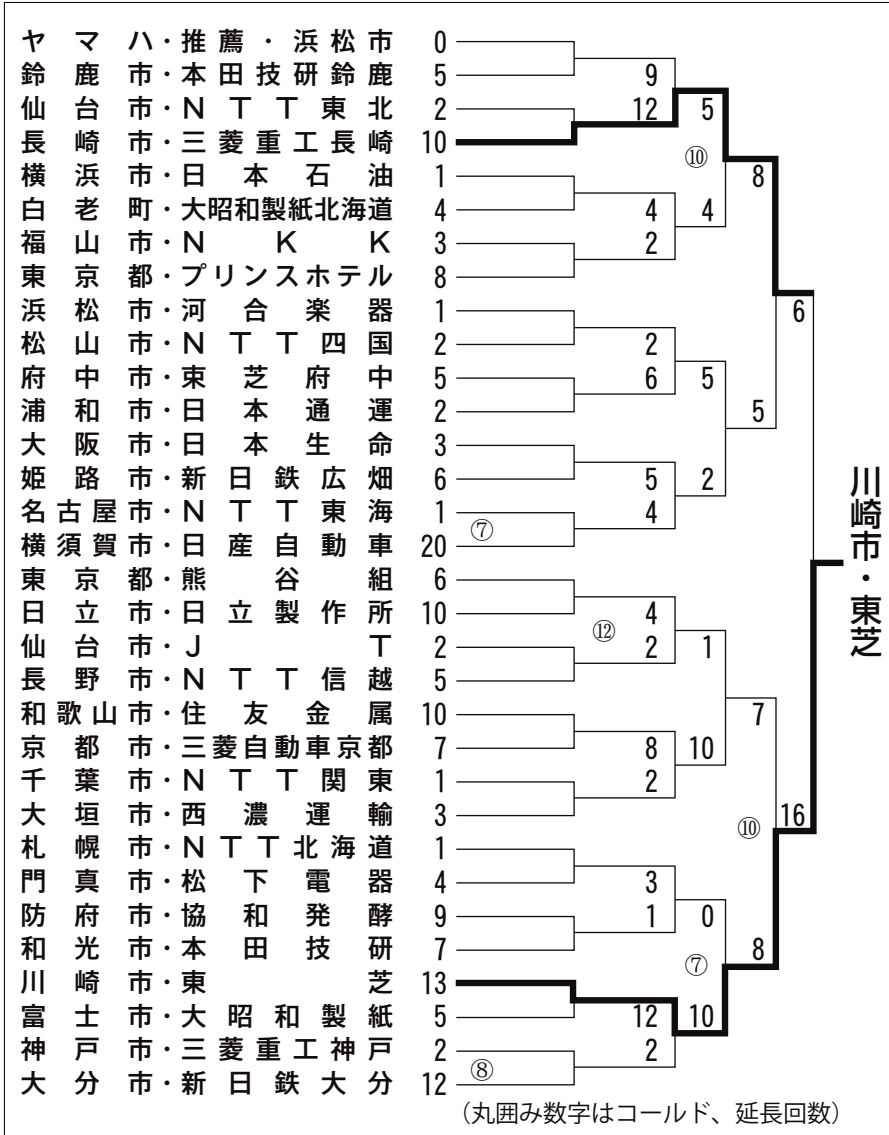 ヤマハ・推薦・浜松市 0
鈴鹿市・本田技研鈴鹿 5
仙台市・NTT東北 2
長崎市・三菱重工長崎 10
横浜市・日本石油 1
白老町・大昭和製紙北海道 4
福山市・NKK 3
東京都・プリンスホテル 8
浜松市・河合楽器 1
松山市・NTT四国 2
府中市・東芝府中 5
浦和市・日本通運 2
大阪市・日本生命 3
姫路市・新日鉄広畑 6
名古屋市・NTT東海 1
横須賀市・日産自動車 20
東京都・熊谷組 6
日立市・日立製作所 10
仙台市・JT 2
長野市・NTT信越 5
和歌山市・住友金属 10
京都市・三菱自動車京都 7
千葉市・NTT関東 1
大垣市・西濃運輸 3
札幌市・NTT北海道 1
門真市・松下電器 4
防府市・協和発酵 9
和光市・本田技研 7
川崎市・東芝 13
富士市・大昭和製紙 5
神戸市・三菱重工神戸 2
大分市・新日鉄大分 12
⑦
⑧
9
12
4
2
2
6
5
4
⑫
4
2
8
2
3
1
12
2
5
⑩
4
5
2
1
10
0
⑦
10
8
5
7
⑩
8
6
16
川崎市・東芝
(丸囲み数字はコールド、延長回数)